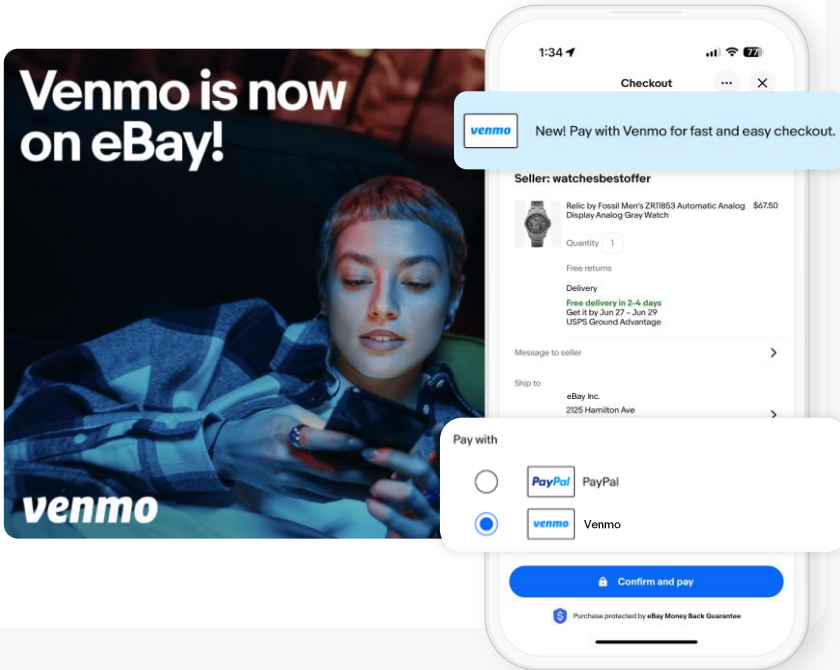 Venmo is now
on eBay!
venmo
1:34
77
Checkout
venmo
New! Pay with Venmo for fast and easy checkout.
Seller: watchesbestoffer
Relic by Fossil Men's ZR11853 Automatic Analog $67.50
Display Analog Gray Watch
Quantity 1
Free returns
Delivery
Free delivery in 2-4 days
Get it by Jun 27 - Jun 29
USPS Ground Advantage
Message to seller
Ship to
eBay Inc.
2125 Hamilton Ave
Pay with
PayPal PayPal
venmo Venmo
Confirm and pay
Purchase protected by eBay Money Back Guarantee